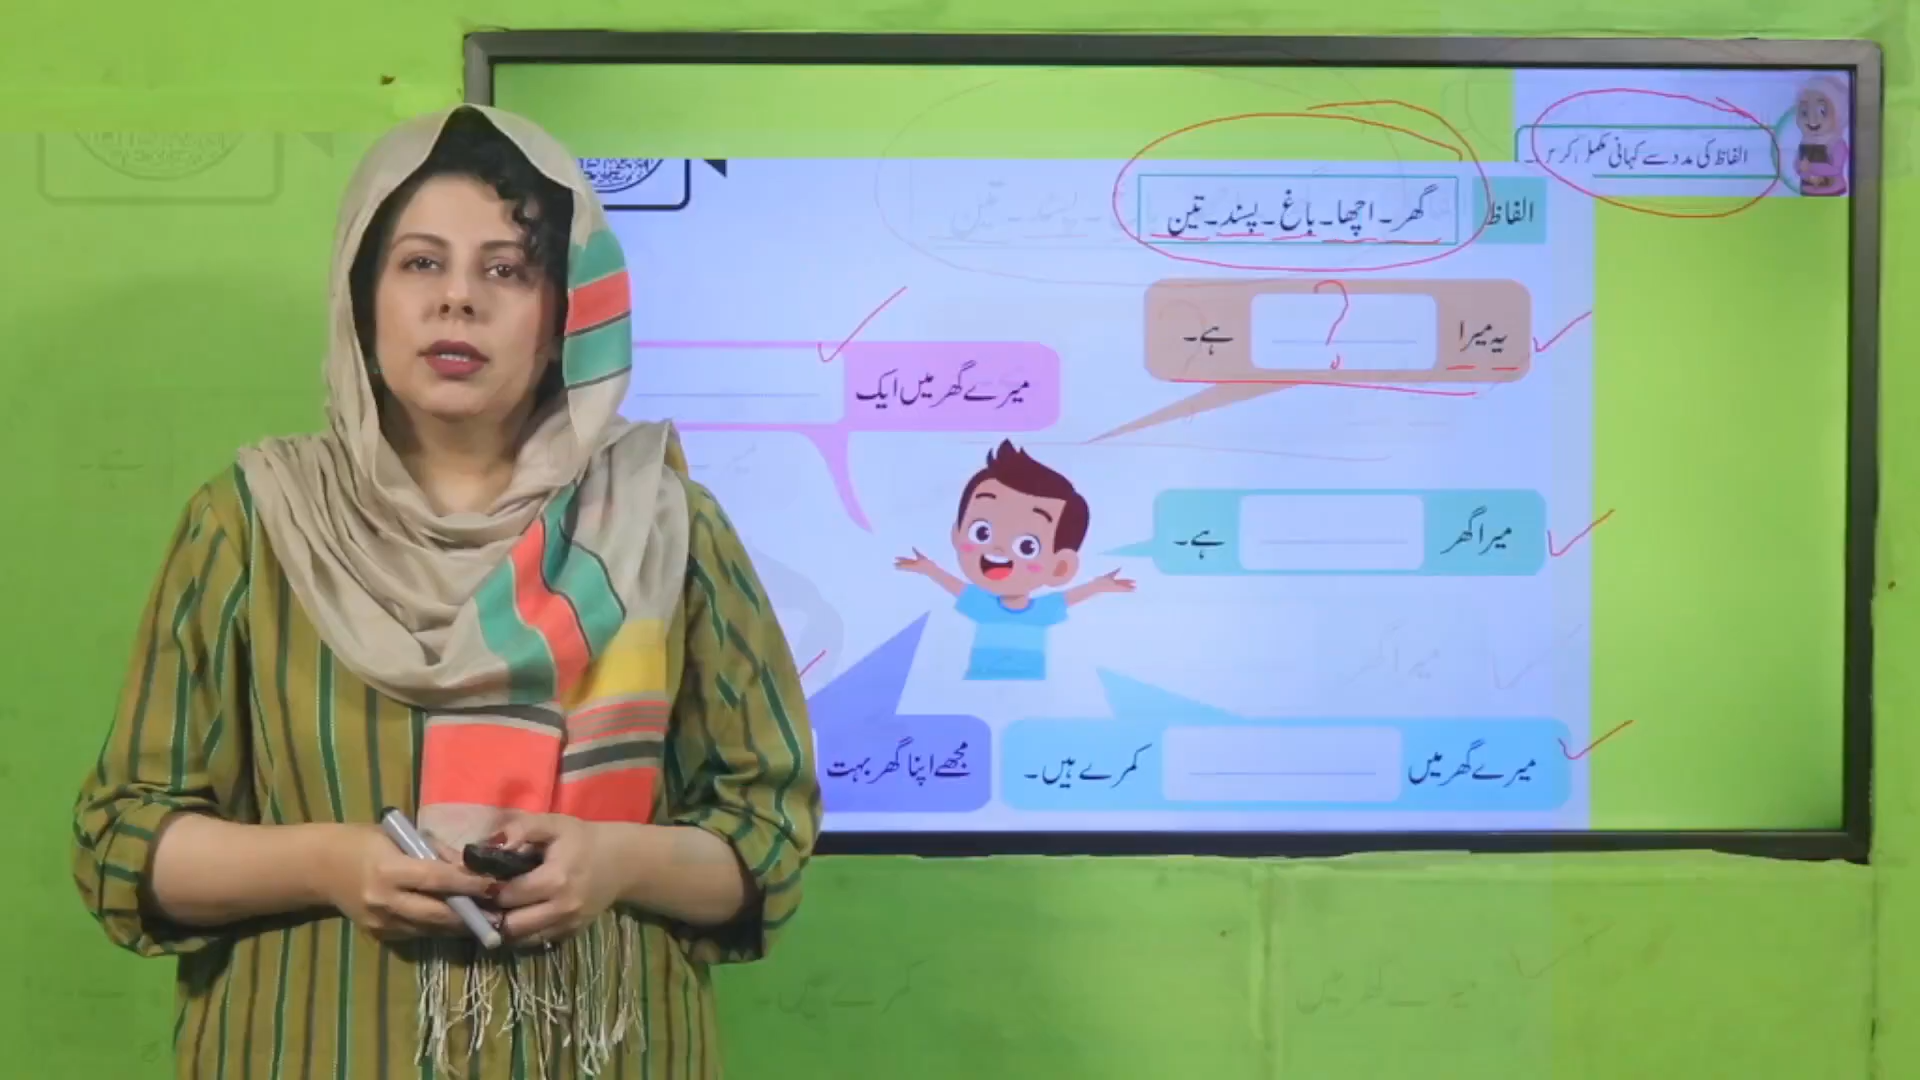 الفاظ کی مدد سے کہانی مکمل کریں۔
الفاظ
گھر۔ اچھا۔ باغ۔ پسند۔ تین
یہ میرا ? ہے۔
میرے گھر میں ایک
میرا گھر ہے۔
میرے گھر میں کمرے ہیں۔
مجھے اپنا گھر بہت